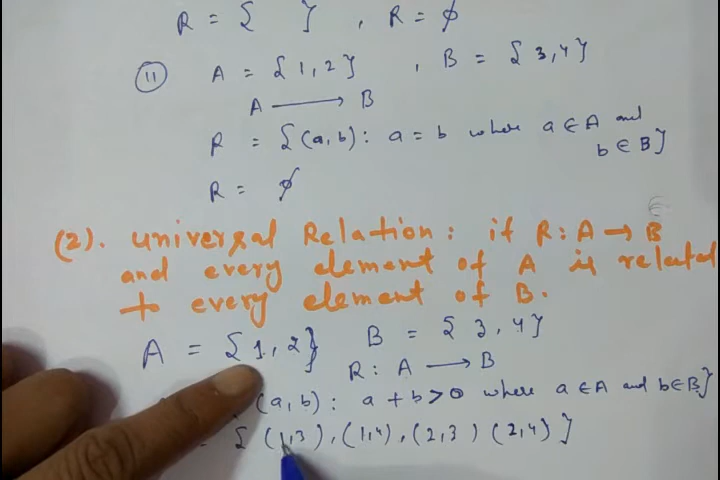 R = { } , R = ϕ
(11) A = {1,2} , B = {3,4}
A → B
R = {(a,b): a = b where a ∈ A and
b ∈ B}
R = ϕ
(2). Universal Relation: if R: A → B
and every element of A is related
to every element of B.
A = {1,2} B = {3,4}
R: A → B
(a,b): a + b > 0 where a ∈ A and b ∈ B}
= { (1,3), (1,4), (2,3) (2,4) }